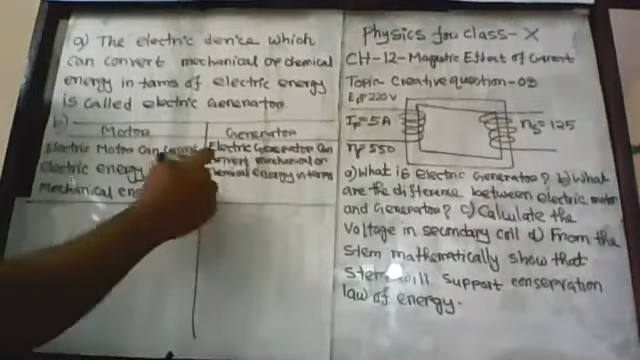 a) The electric device which
can convert mechanical or chemical
energy in terms of electric energy
is called electric Generator.
b)
Motor
Generator
Electric Motor Can
electric energy
Mechanical
Electric Generator Can
convert mechanical or
chemical energy in terms
Physics for class-X
CH-12-Magnetic Effect of Current
Topic-Creative question-08
Ep=220V
Ip=5A
np 550
ns=125
a) What is electric Generator? b) What
are the difference between electric motor
and Generator? c) Calculate the
Voltage in secondary coil d) From the
Stem mathematically show that
Stem will support conservation
law of energy.